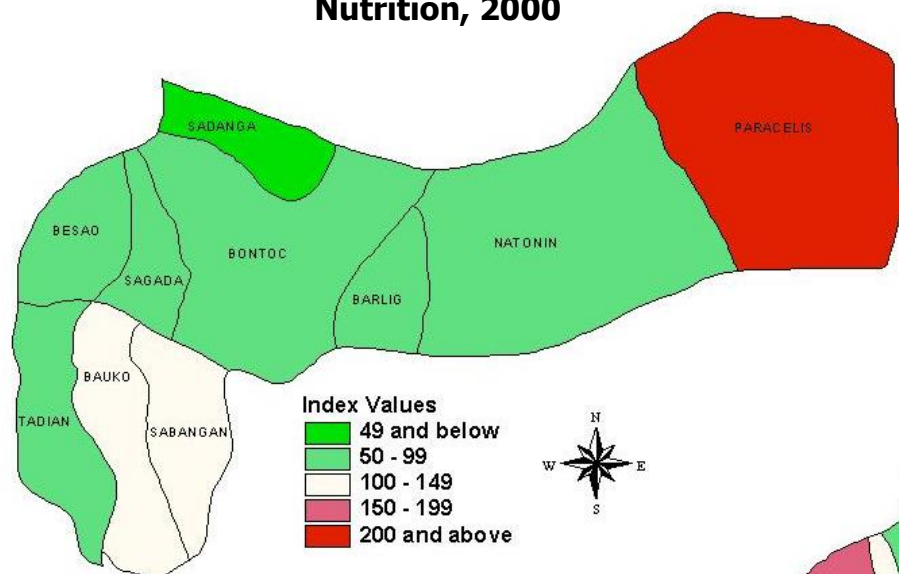 Nutrition, 2000
SADANGA
PARACELIS
BESAO
BONTOC
NATONIN
SAGADA
BARLIG
BAUKO
TADIAN
SABANGAN
Index Values
49 and below
50 - 99
100 - 149
150 - 199
200 and above
N
W
E
S